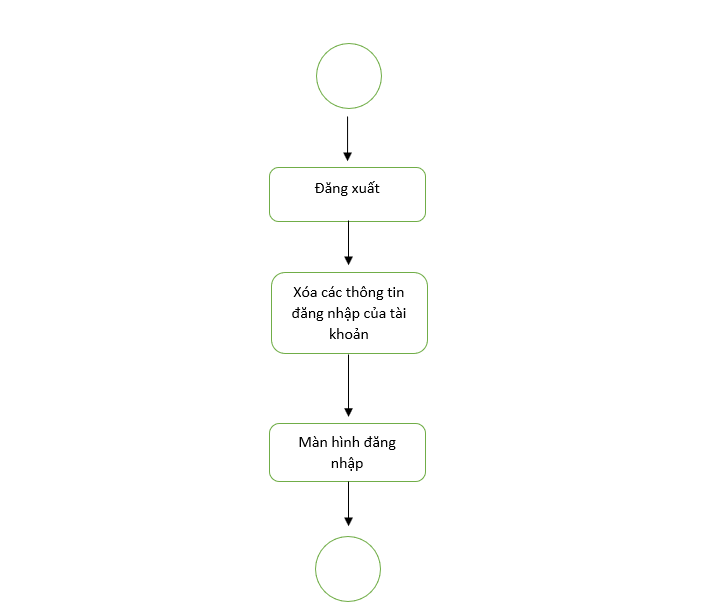 Đăng xuất
Xóa các thông tin
đăng nhập của tài
khoản
Màn hình đăng
nhập